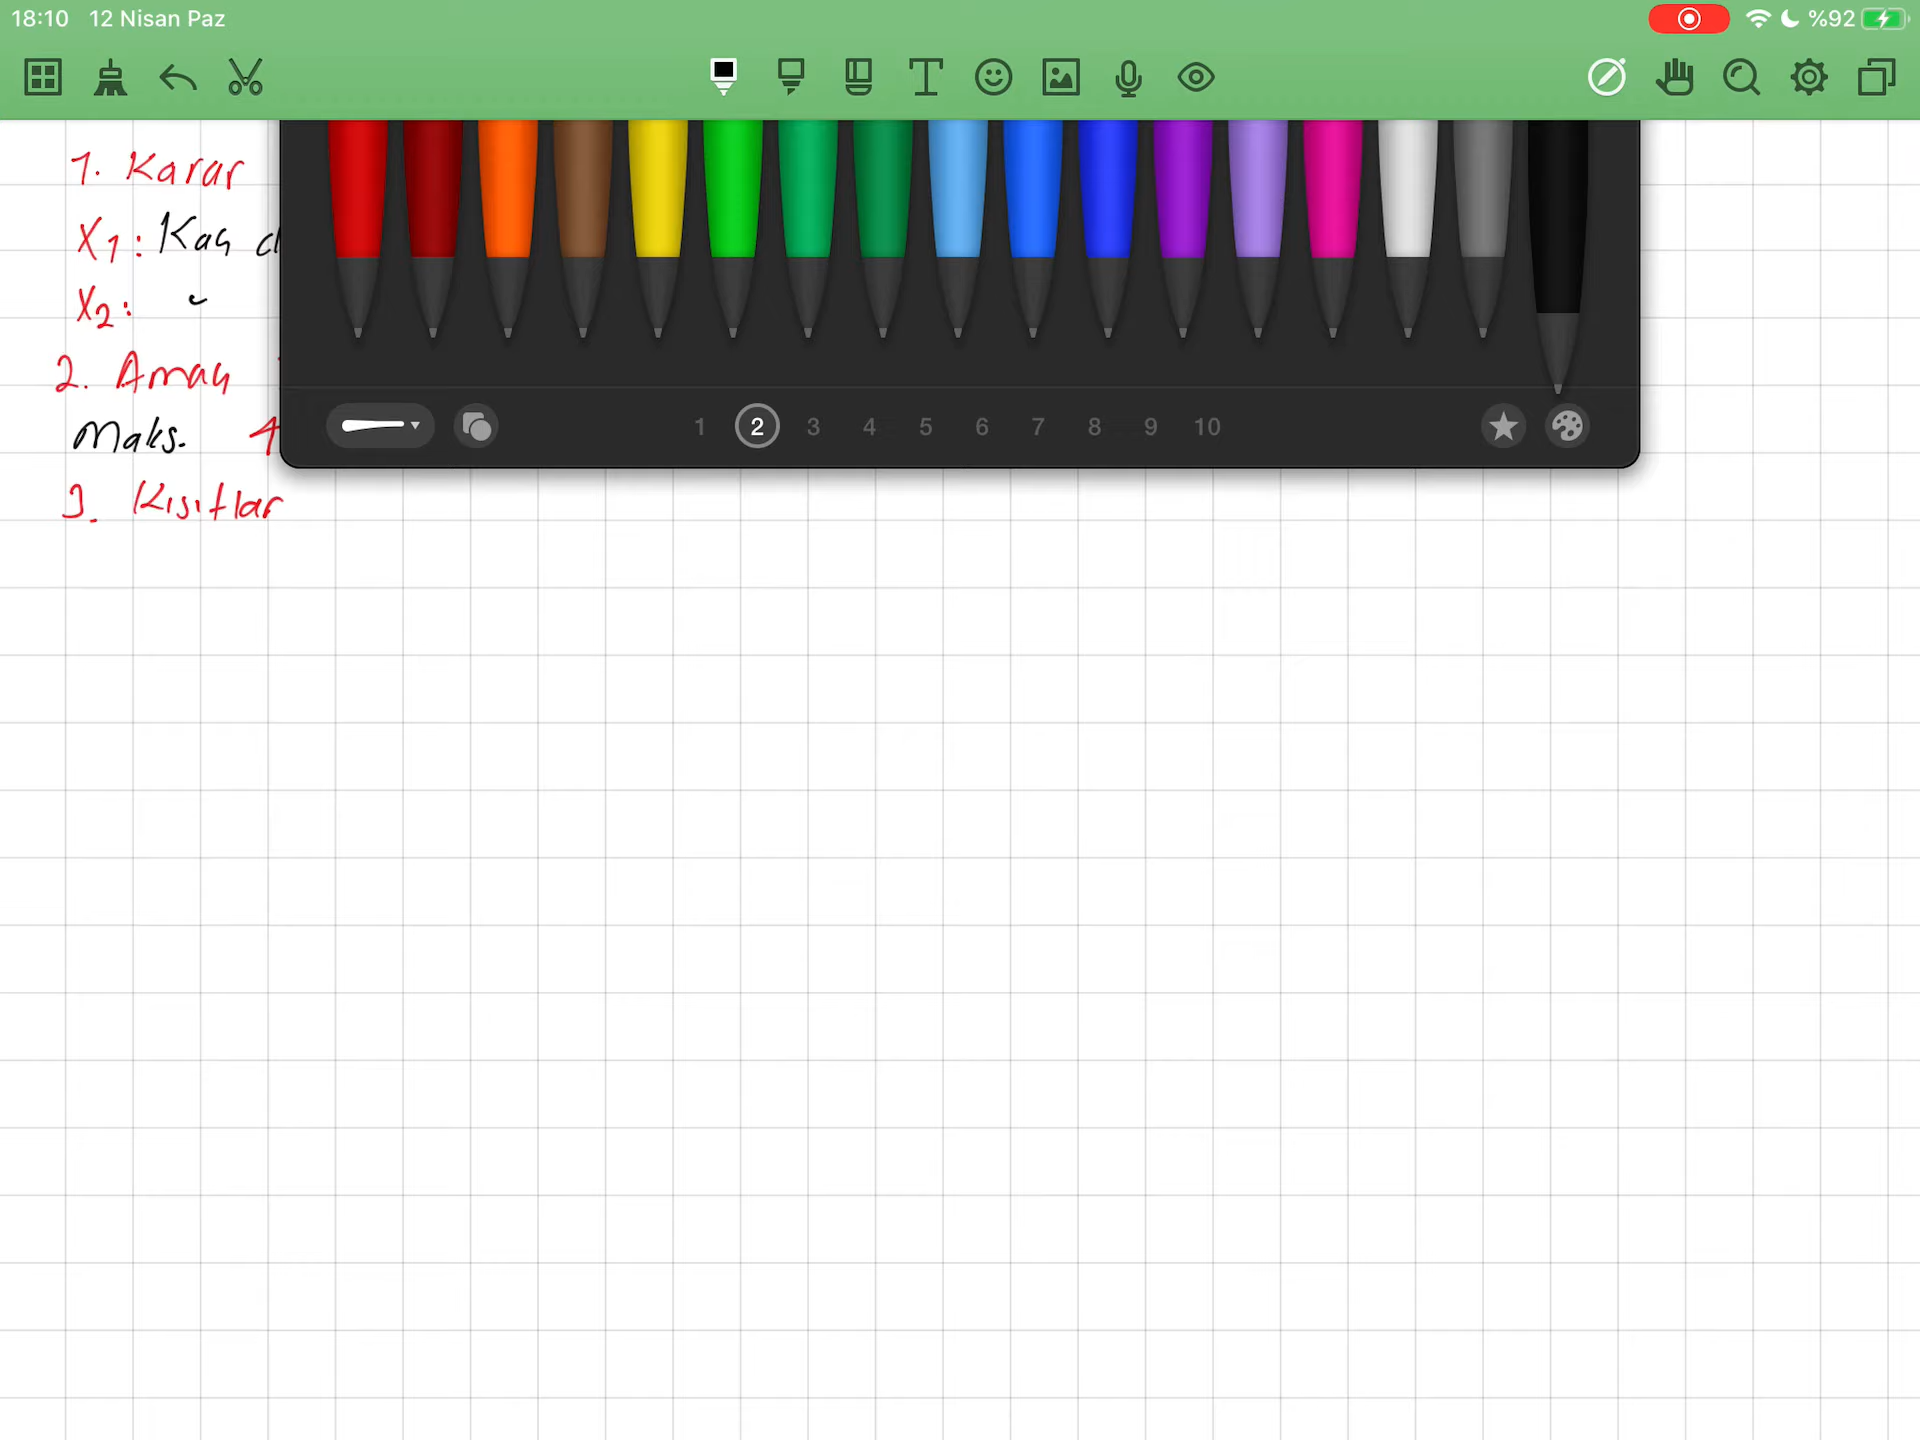 18:10 12 Nisan Paz %92
1. Karar
X1: Kaç
X2:
2. Amaç
Maks. 4
3. Kısıtlar
1 2 3 4 5 6 7 8 9 10